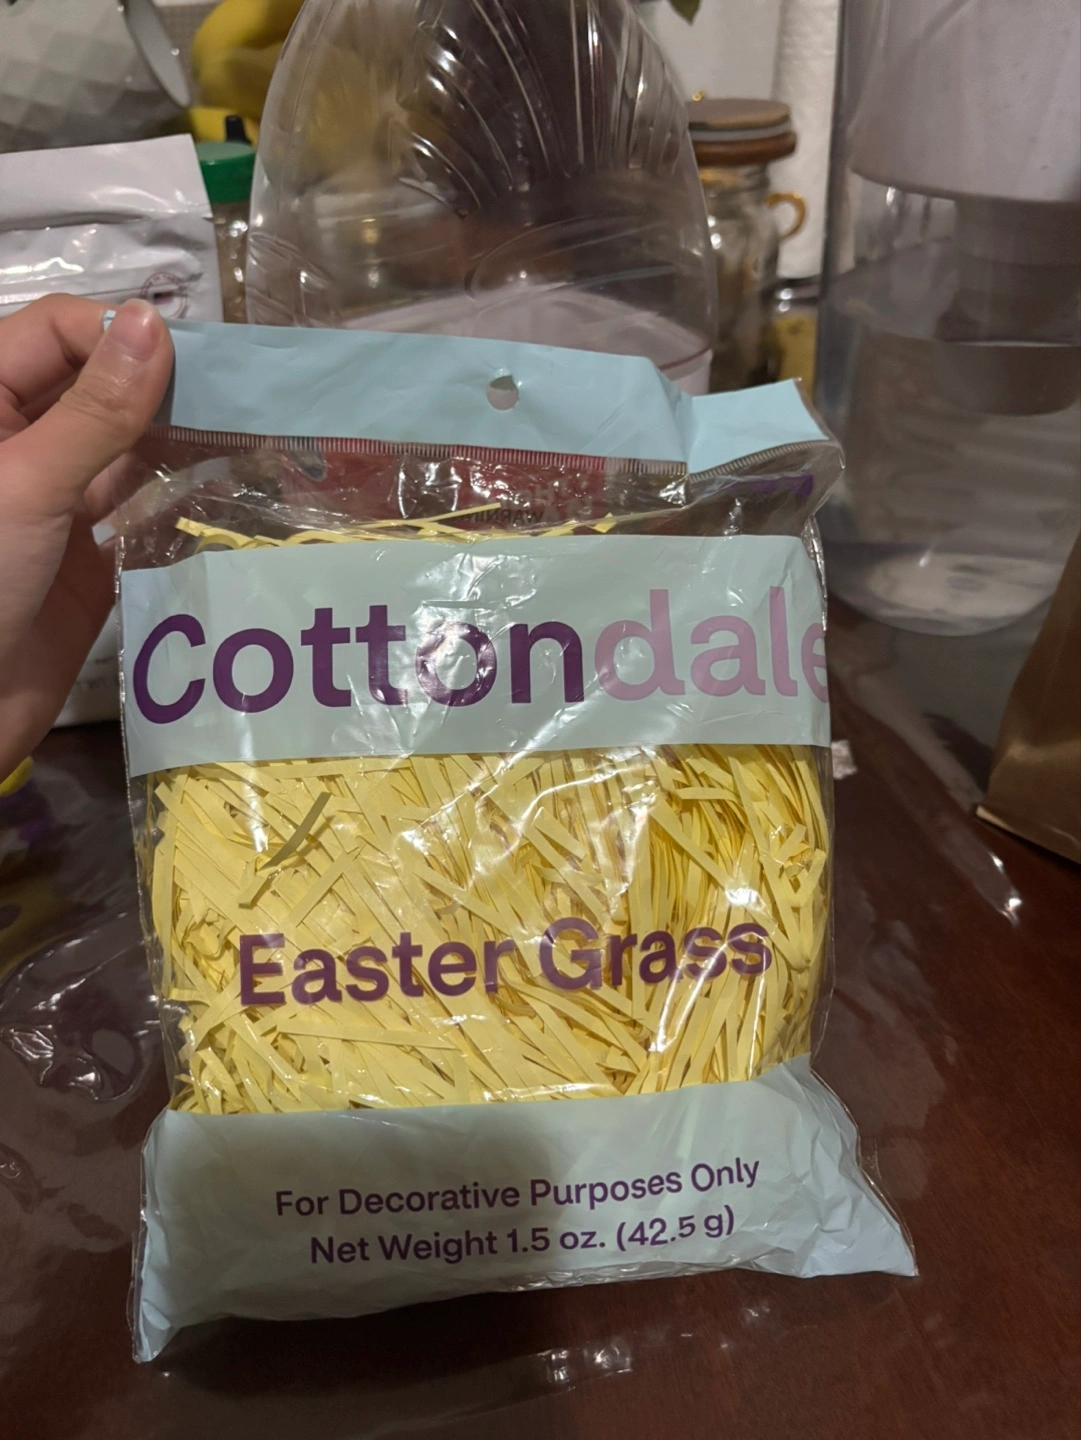 Cottondale
Easter Grass
For Decorative Purposes Only
Net Weight 1.5 oz. (42.5 g)